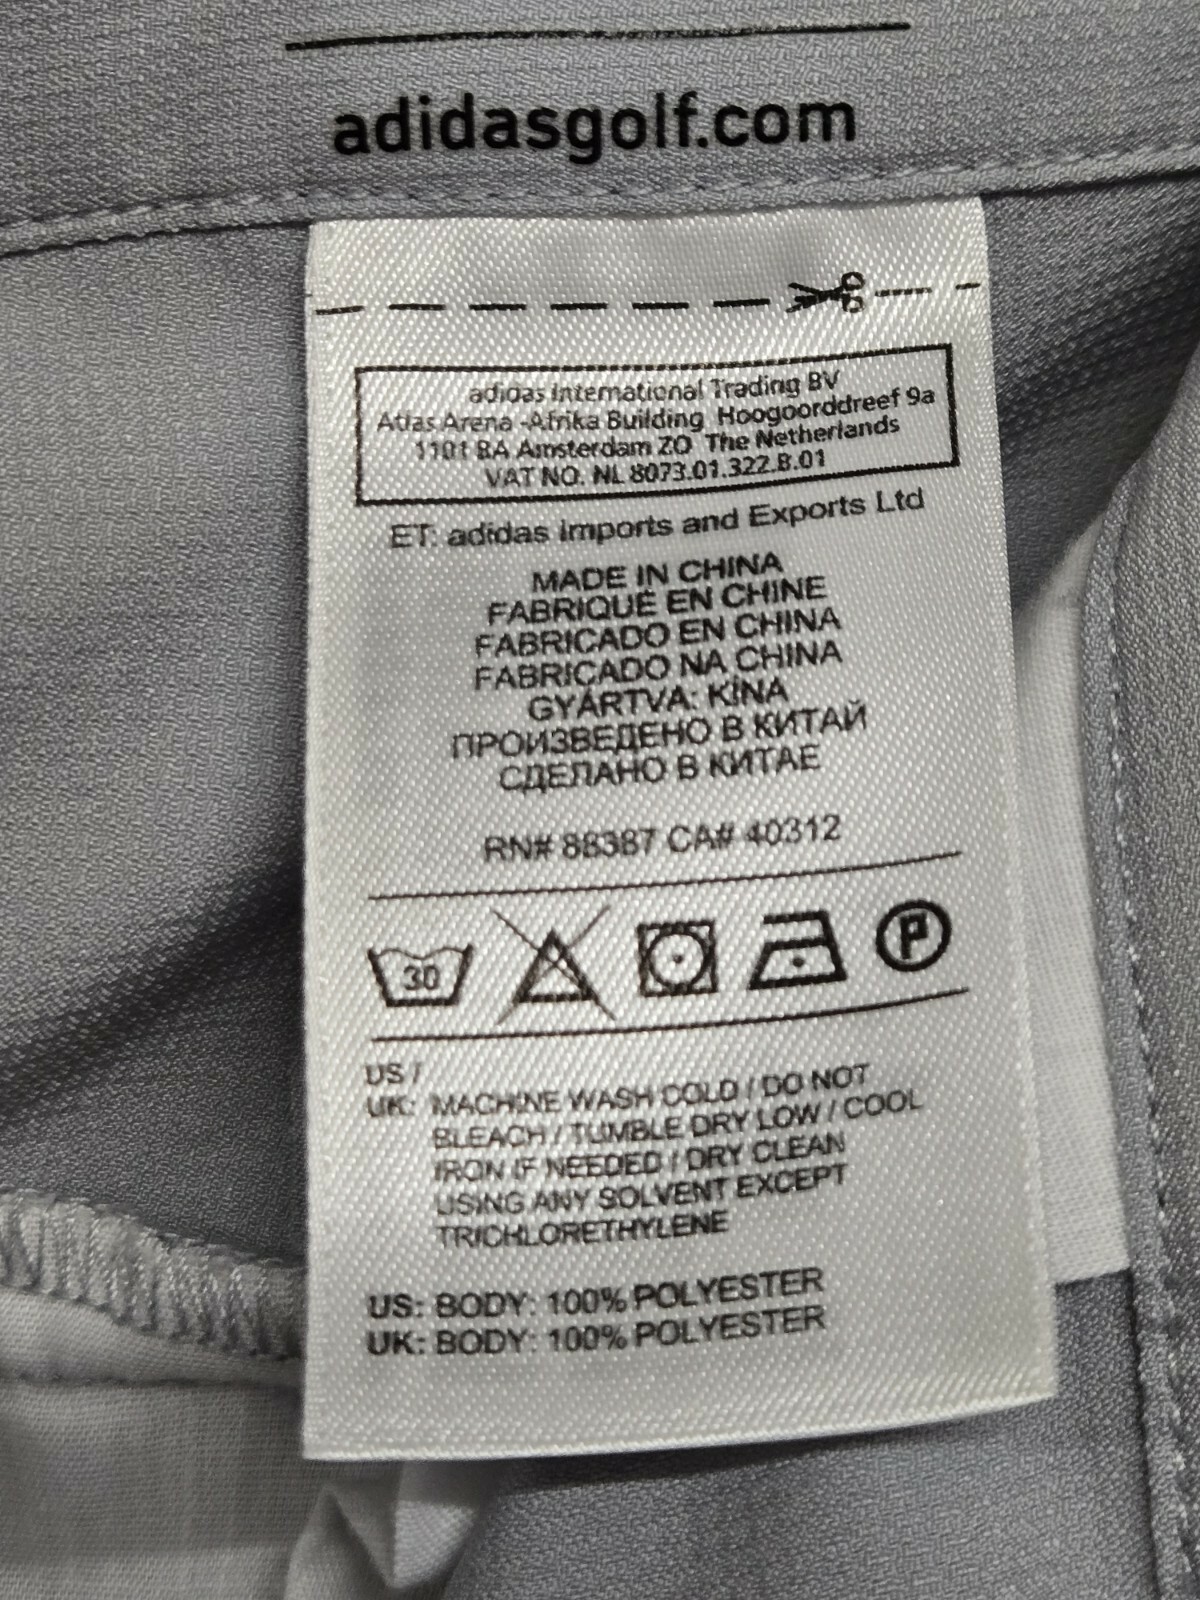 adidasgolf.com
adidas International Trading BV
Atlas Arena -Afrika Building Hoogoorddreef 9a
1101 BA Amsterdam ZO The Netherlands
VAT NO. NL 8073.01.322.B.01
ET: adidas Imports and Exports Ltd
MADE IN CHINA
FABRIQUÉ EN CHINE
FABRICADO EN CHINA
FABRICADO NA CHINA
GYÁRTVA: KÍNA
ПРОИЗВЕДЕНО В КИТАЙ
СДЕЛАНО В КИТАЕ
RN# 88387 CA# 40312
30 P
US /
UK: MACHINE WASH COLD / DO NOT
BLEACH / TUMBLE DRY LOW / COOL
IRON IF NEEDED / DRY CLEAN
USING ANY SOLVENT EXCEPT
TRICHLORETHYLENE
US: BODY: 100% POLYESTER
UK: BODY: 100% POLYESTER